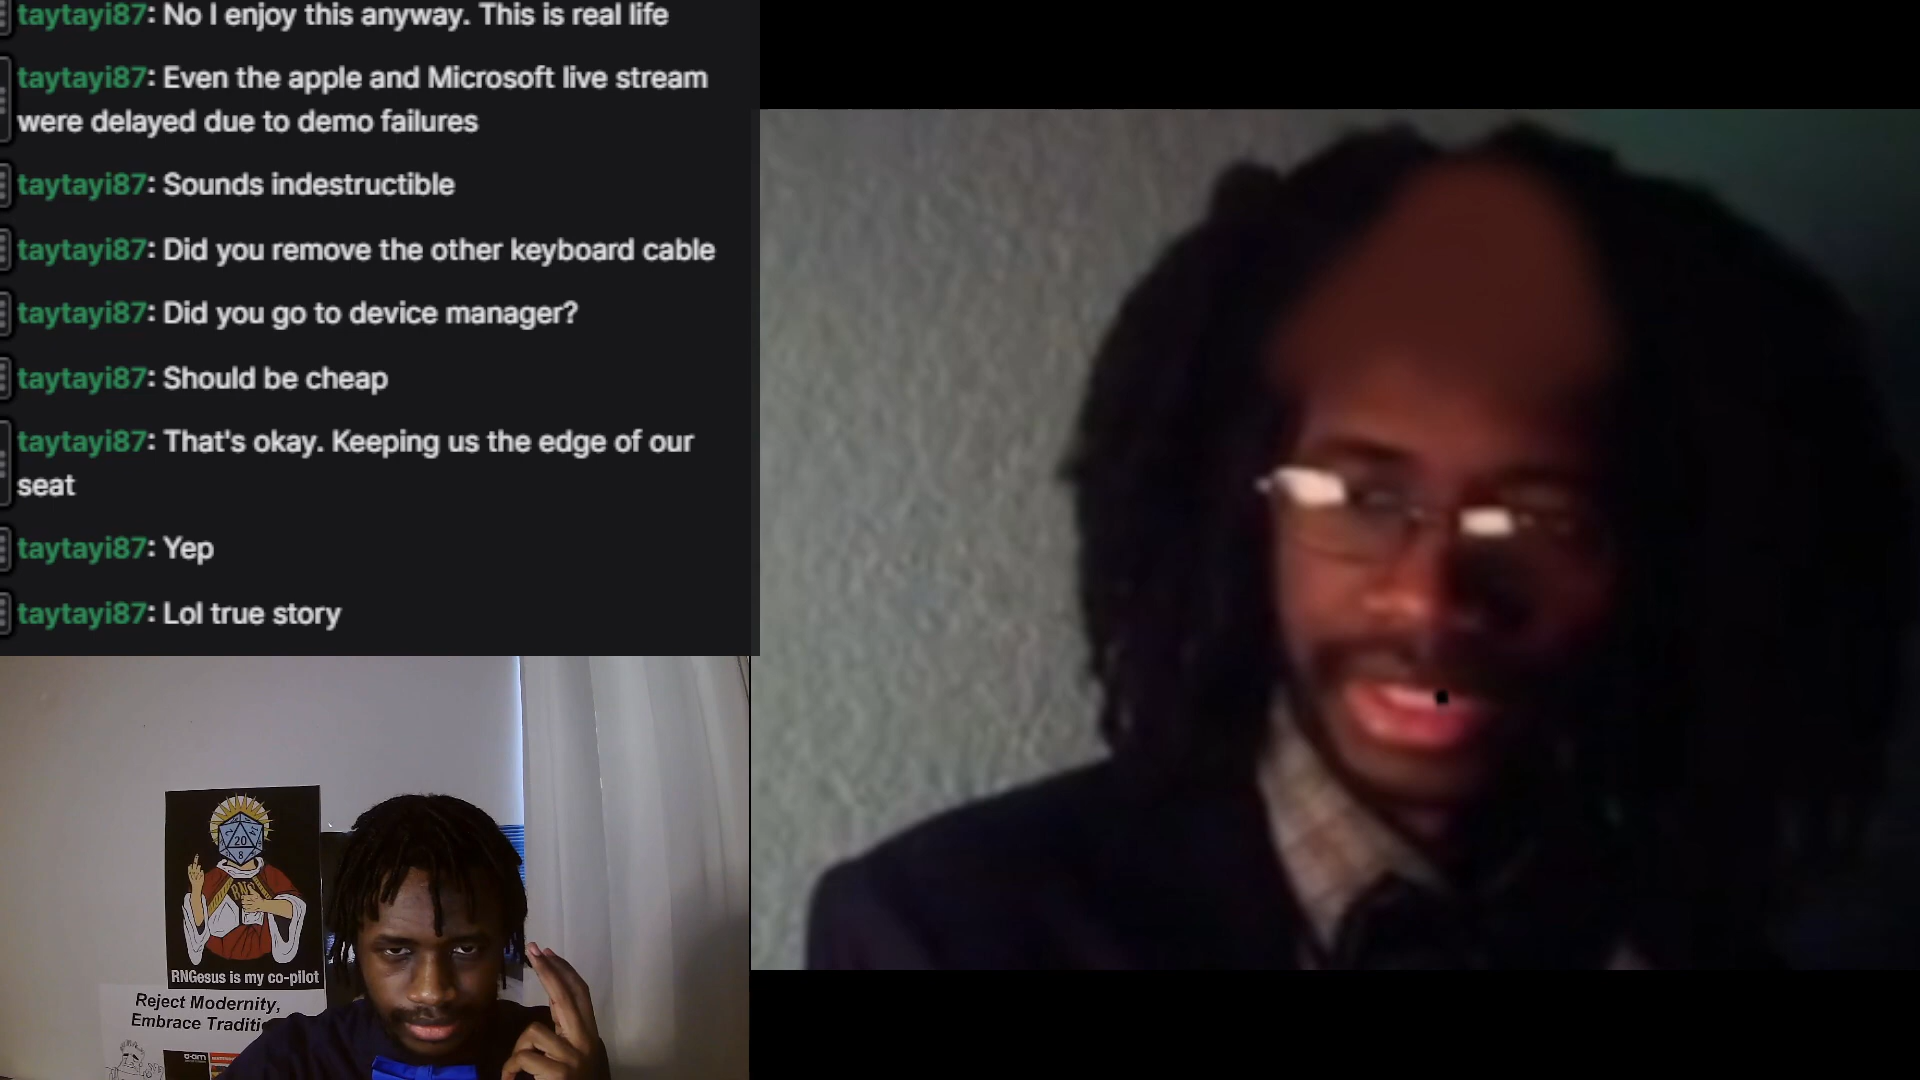 taytayi87: No I enjoy this anyway. This is real life
taytayi87: Even the apple and Microsoft live stream
were delayed due to demo failures
taytayi87: Sounds indestructible
taytayi87: Did you remove the other keyboard cable
taytayi87: Did you go to device manager?
taytayi87: Should be cheap
taytayi87: That's okay. Keeping us the edge of our
seat
taytayi87: Yep
taytayi87: Lol true story
20
8
RNGesus is my co-pilot
Reject Modernity,
Embrace Traditi